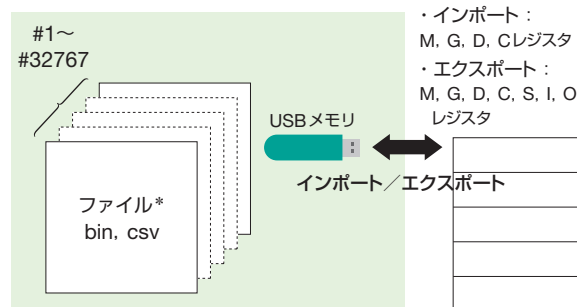 #1～
#32767
ファイル*
bin, csv
USBメモリ
インポート／エクスポート
・インポート：
M, G, D, Cレジスタ
・エクスポート：
M, G, D, C, S, I, O
レジスタ